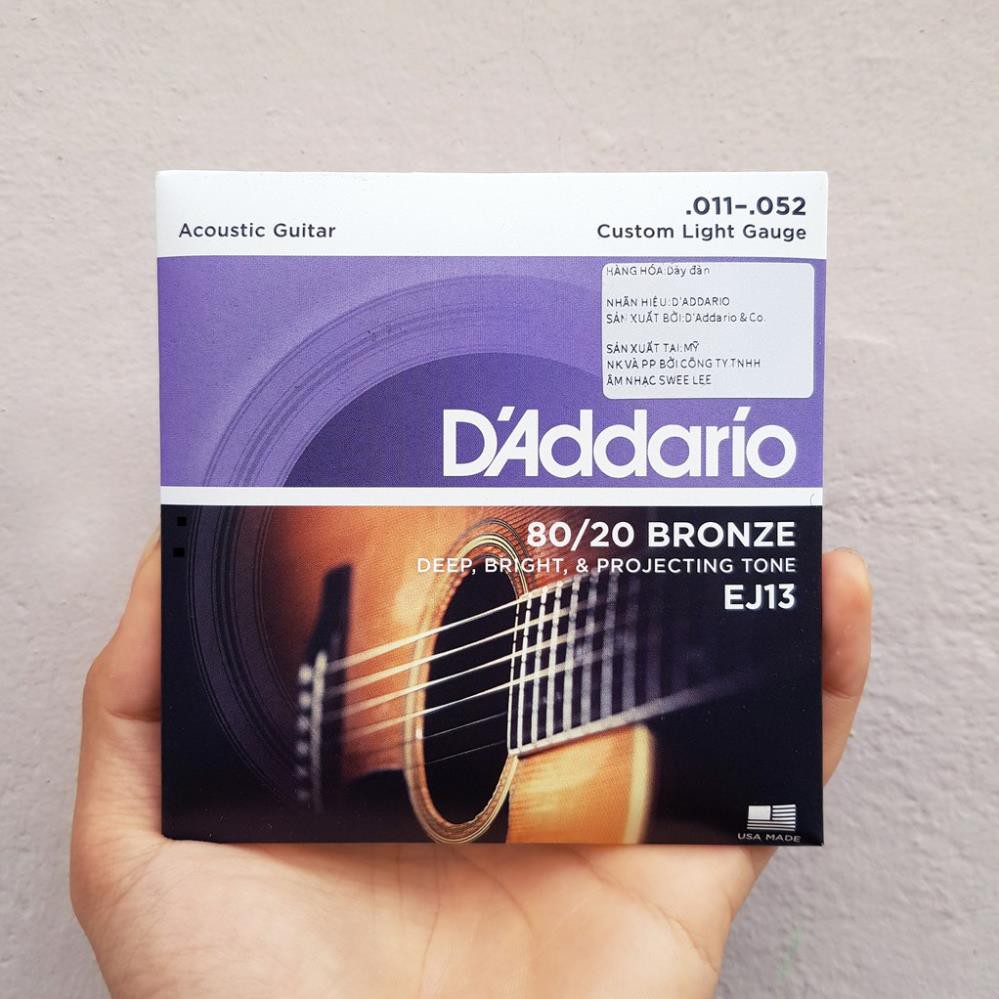 .011–.052
Acoustic Guitar
Custom Light Gauge
HÀNG HÓA:Dây đàn
NHÃN HIỆU:D'ADDARIO
SẢN XUẤT BỞI:D'Addario & Co.
SẢN XUẤT TẠI:MỸ
NK VÀ PP BỞI CÔNG TY TNHH
ÂM NHẠC SWEE LEE
D'Addario
80/20 BRONZE
DEEP, BRIGHT, & PROJECTING TONE
EJ13
USA MADE